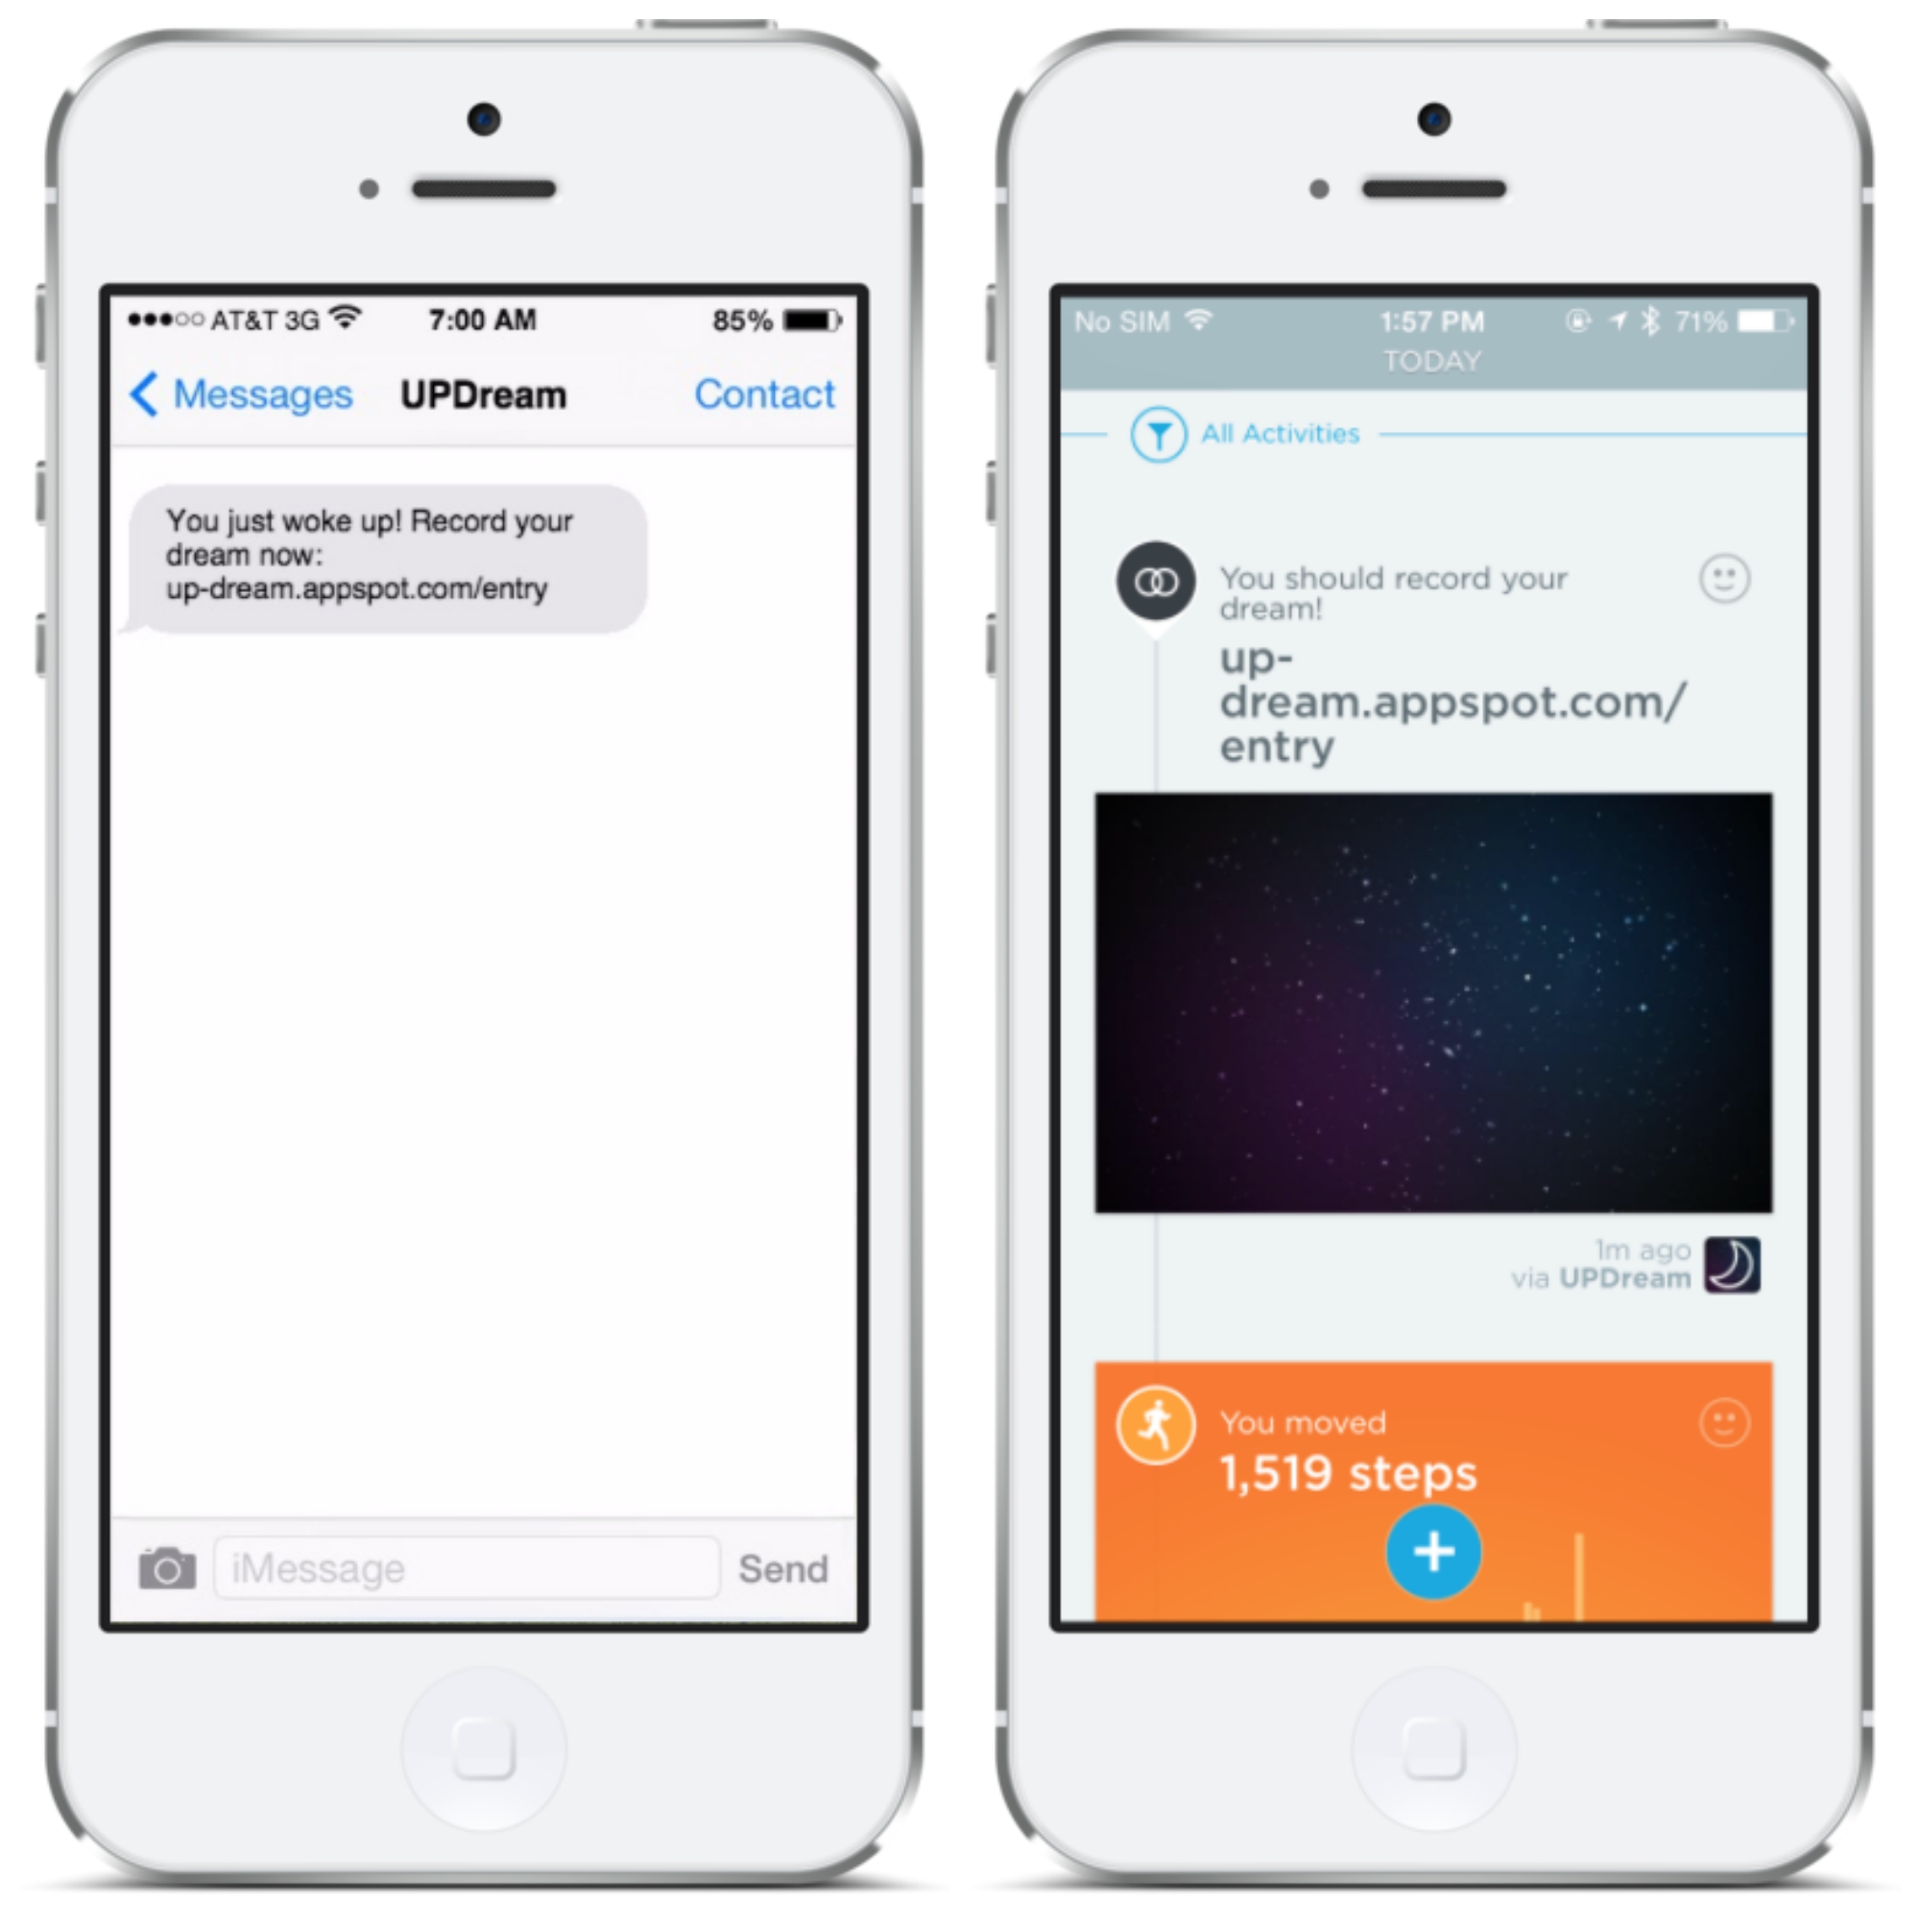 AT&T 3G 7:00 AM 85%
Messages UPDream Contact
You just woke up! Record your
dream now:
up-dream.appspot.com/entry
iMessage Send
No SIM 1:57 PM 71%
TODAY
All Activities
You should record your
dream!
up-
dream.appspot.com/
entry
1m ago
via UPDream
You moved
1,519 steps